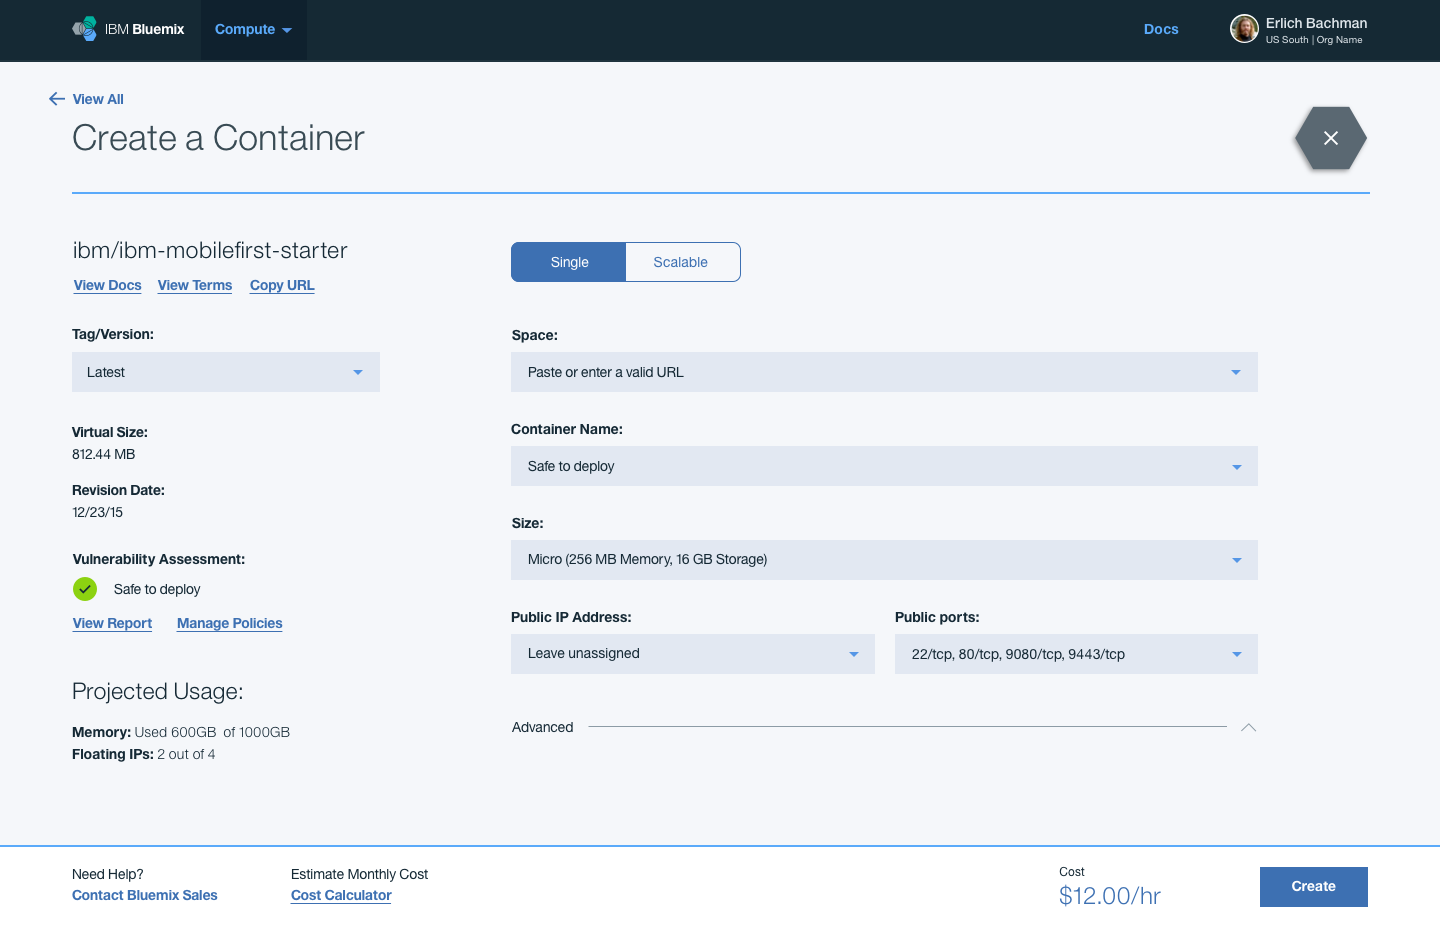 IBM Bluemix
Compute
Docs
Erlich Bachman
US South | Org Name
View All
Create a Container
ibm/ibm-mobilefirst-starter
View Docs View Terms Copy URL
Tag/Version:
Latest
Virtual Size:
812.44 MB
Revision Date:
12/23/15
Vulnerability Assessment:
Safe to deploy
View Report Manage Policies
Projected Usage:
Memory: Used 600GB of 1000GB
Floating IPs: 2 out of 4
Single Scalable
Space:
Paste or enter a valid URL
Container Name:
Safe to deploy
Size:
Micro (256 MB Memory, 16 GB Storage)
Public IP Address:
Leave unassigned
Public ports:
22/tcp, 80/tcp, 9080/tcp, 9443/tcp
Advanced
Need Help?
Contact Bluemix Sales
Estimate Monthly Cost
Cost Calculator
Cost
$12.00/hr
Create